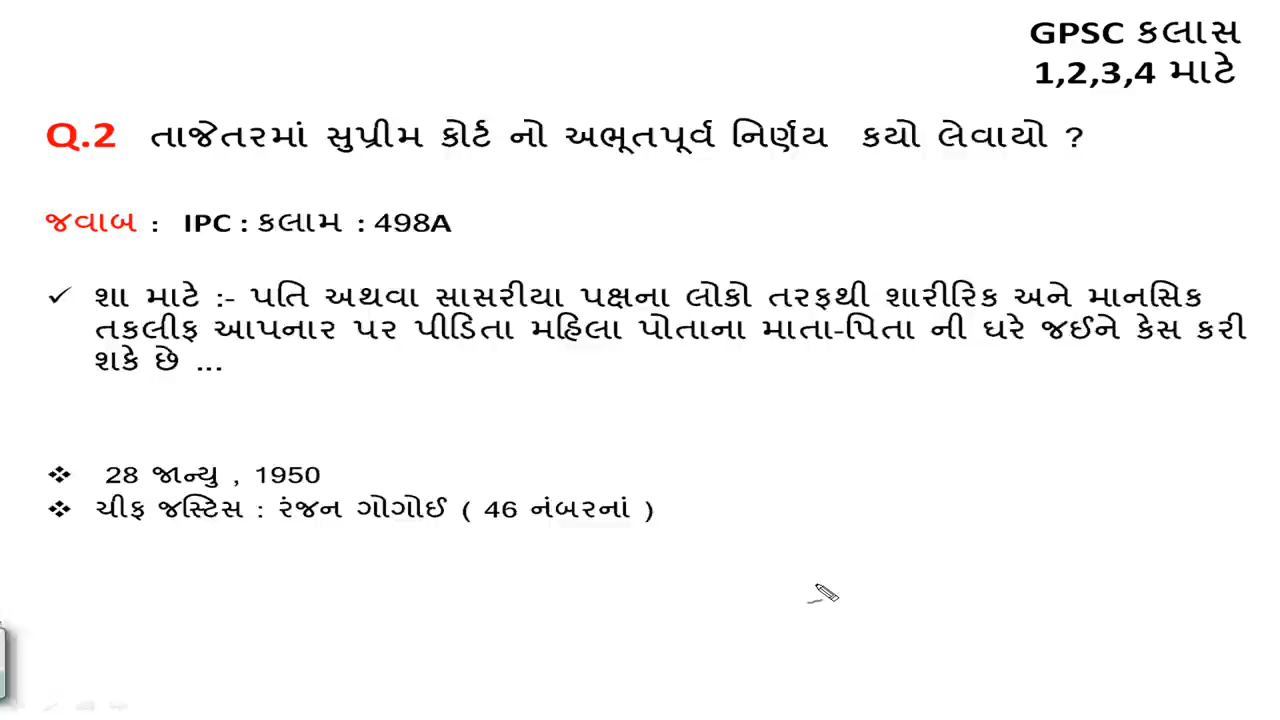 GPSC કલાસ
1,2,3,4 માટે
Q.2 તાજેતરમાં સુપ્રીમ કોર્ટ નો અભૂતપૂર્વ નિર્ણય કયો લેવાયો ?
જવાબ : IPC : કલામ : 498A
✓ શા માટે :- પતિ અથવા સાસરીયા પક્ષના લોકો તરફથી શારીરિક અને માનસિક
તકલીફ આપનાર પર પીડિતા મહિલા પોતાના માતા-પિતા ની ઘરે જઈને કેસ કરી
શકે છે ...
❖ 28 જાન્યુ , 1950
❖ ચીફ જસ્ટિસ : રંજન ગોગોઈ ( 46 નંબરનાં )